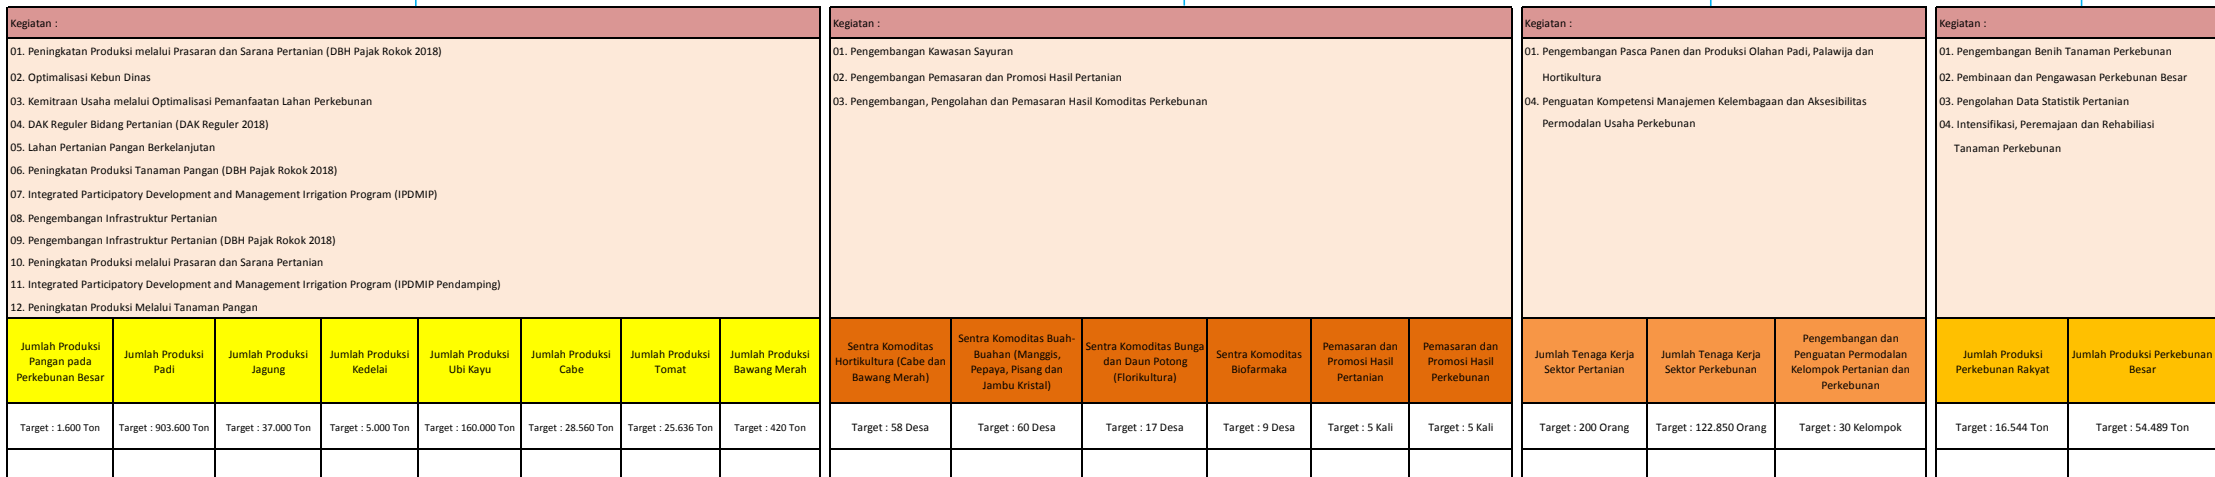 Kegiatan :
01. Peningkatan Produksi melalui Prasaran dan Sarana Pertanian (DBH Pajak Rokok 2018)
02. Optimalisasi Kebun Dinas
03. Kemitraan Usaha melalui Optimalisasi Pemanfaatan Lahan Perkebunan
04. DAK Reguler Bidang Pertanian (DAK Reguler 2018)
05. Lahan Pertanian Pangan Berkelanjutan
06. Peningkatan Produksi Tanaman Pangan (DBH Pajak Rokok 2018)
07. Integrated Participatory Development and Management Irrigation Program (IPDMIP)
08. Pengembangan Infrastruktur Pertanian
09. Pengembangan Infrastruktur Pertanian (DBH Pajak Rokok 2018)
10. Peningkatan Produksi melalui Prasaran dan Sarana Pertanian
11. Integrated Participatory Development and Management Irrigation Program (IPDMIP Pendamping)
12. Peningkatan Produksi Melalui Tanaman Pangan
Jumlah Produksi
Pangan pada
Perkebunan Besar
Jumlah Produksi
Padi
Jumlah Produksi
Jagung
Jumlah Produksi
Kedelai
Jumlah Produksi
Ubi Kayu
Jumlah Produksi
Cabe
Jumlah Produksi
Tomat
Jumlah Produksi
Bawang Merah
Target : 1.600 Ton
Target : 903.600 Ton
Target : 37.000 Ton
Target : 5.000 Ton
Target : 160.000 Ton
Target : 28.560 Ton
Target : 25.636 Ton
Target : 420 Ton
Kegiatan :
01. Pengembangan Kawasan Sayuran
02. Pengembangan Pemasaran dan Promosi Hasil Pertanian
03. Pengembangan, Pengolahan dan Pemasaran Hasil Komoditas Perkebunan
Sentra Komoditas
Hortikultura (Cabe dan
Bawang Merah)
Sentra Komoditas Buah-
Buahan (Manggis,
Pepaya, Pisang dan
Jambu Kristal)
Sentra Komoditas Bunga
dan Daun Potong
(Florikultura)
Sentra Komoditas
Biofarmaka
Pemasaran dan
Promosi Hasil
Pertanian
Pemasaran dan
Promosi Hasil
Perkebunan
Target : 58 Desa
Target : 60 Desa
Target : 17 Desa
Target : 9 Desa
Target : 5 Kali
Target : 5 Kali
Kegiatan :
01. Pengembangan Pasca Panen dan Produksi Olahan Padi, Palawija dan
Hortikultura
04. Penguatan Kompetensi Manajemen Kelembagaan dan Aksesibilitas
Permodalan Usaha Perkebunan
Jumlah Tenaga Kerja
Sektor Pertanian
Jumlah Tenaga Kerja
Sektor Perkebunan
Pengembangan dan
Penguatan Permodalan
Kelompok Pertanian dan
Perkebunan
Target : 200 Orang
Target : 122.850 Orang
Target : 30 Kelompok
Kegiatan :
01. Pengembangan Benih Tanaman Perkebunan
02. Pembinaan dan Pengawasan Perkebunan Besar
03. Pengolahan Data Statistik Pertanian
04. Intensifikasi, Peremajaan dan Rehabiliasi
Tanaman Perkebunan
Jumlah Produksi
Perkebunan Rakyat
Jumlah Produksi Perkebunan
Besar
Target : 16.544 Ton
Target : 54.489 Ton